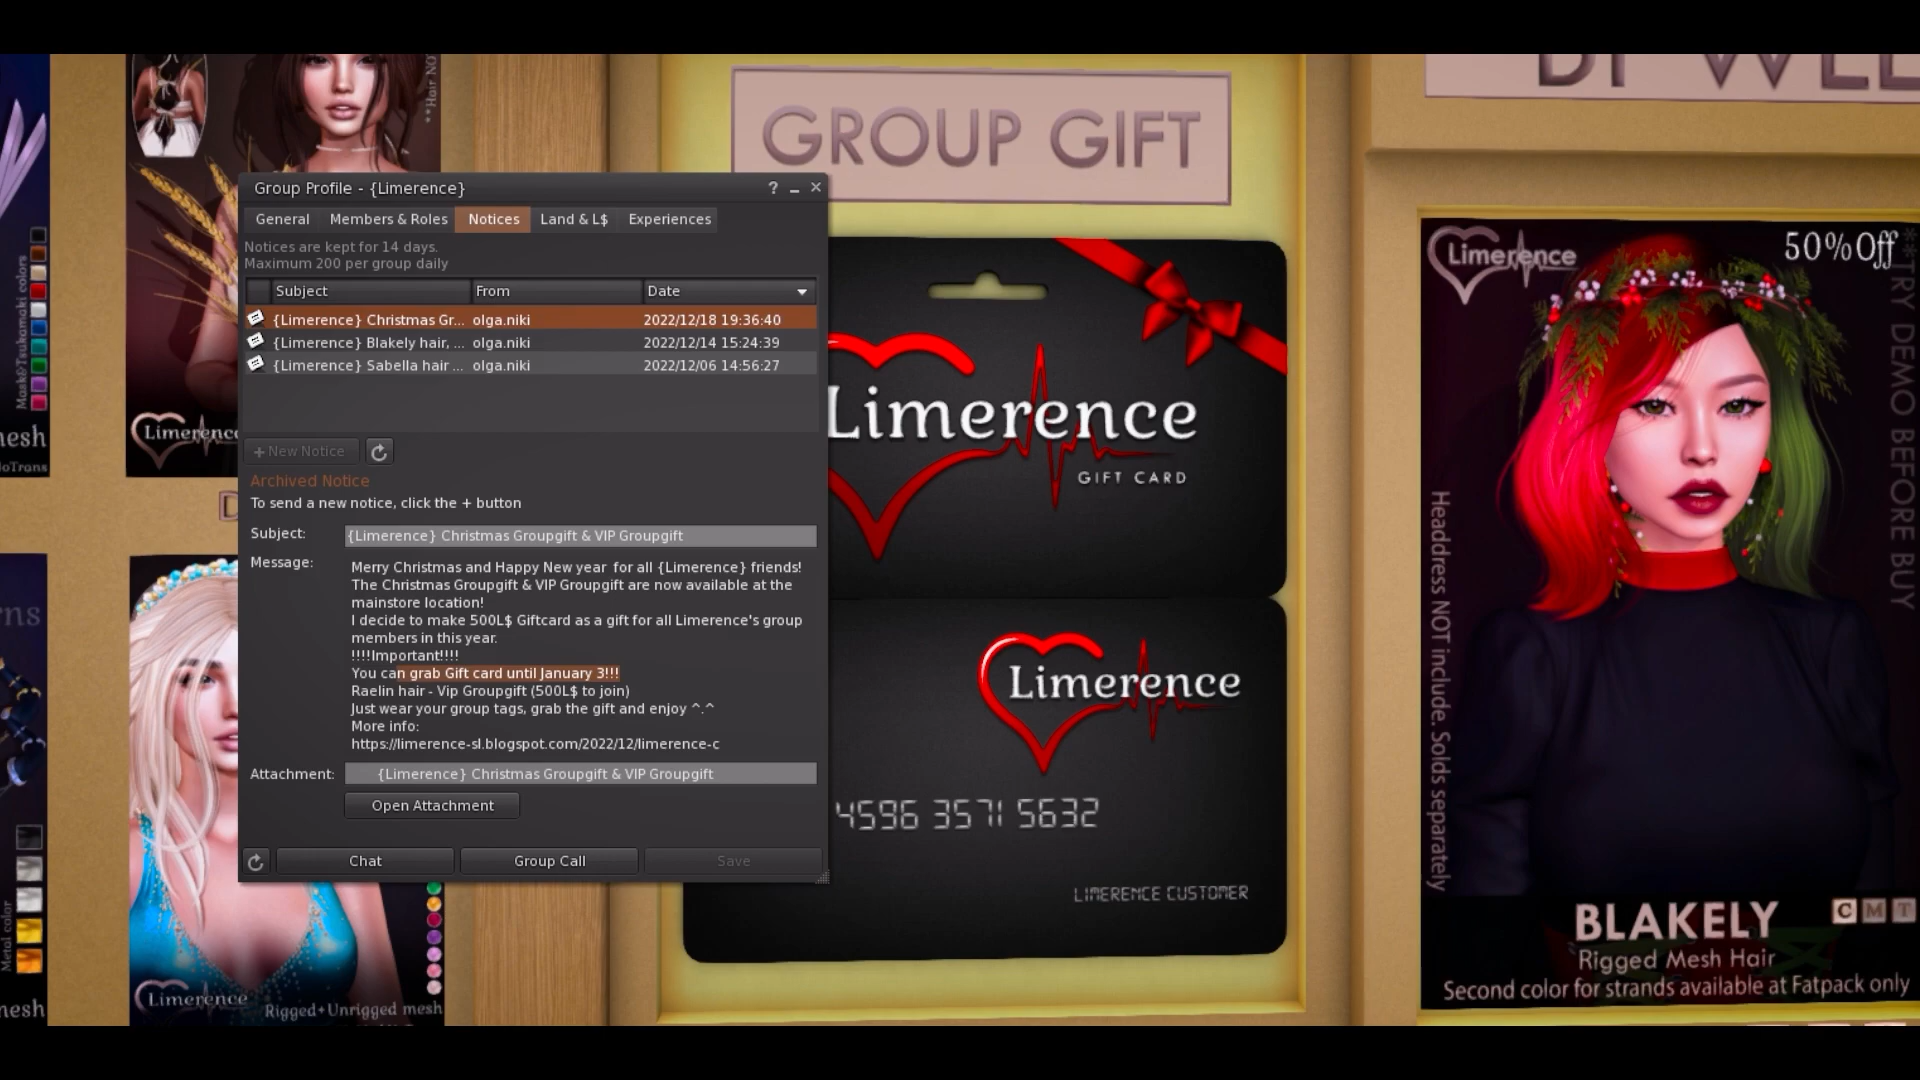 GROUP GIFT
**Hair NO
Mask&Tsukamaki colors
Limerence
Group Profile - {Limerence}
General Members & Roles Notices Land & L$ Experiences
Notices are kept for 14 days.
Maximum 200 per group daily
Subject From Date
{Limerence} Christmas Gr... olga.niki 2022/12/18 19:36:40
{Limerence} Blakely hair, ... olga.niki 2022/12/14 15:24:39
{Limerence} Sabella hair ... olga.niki 2022/12/06 14:56:27
+ New Notice
Archived Notice
To send a new notice, click the + button
Subject: {Limerence} Christmas Groupgift & VIP Groupgift
Message:
Merry Christmas and Happy New year for all {Limerence} friends!
The Christmas Groupgift & VIP Groupgift are now available at the
mainstore location!
I decide to make 500L$ Giftcard as a gift for all Limerence's group
members in this year.
!!!!Important!!!!
You can grab Gift card until January 3!!!
Raelin hair - Vip Groupgift (500L$ to join)
Just wear your group tags, grab the gift and enjoy ^.^
More info:
https://limerence-sl.blogspot.com/2022/12/limerence-c
Attachment: {Limerence} Christmas Groupgift & VIP Groupgift
Open Attachment
Chat Group Call Save
Metal color
Limerence
Rigged+Unrigged mesh
Limerence
GIFT CARD
Limerence
4596 3571 5632
LIMERENCE CUSTOMER
Limerence
50%Off
**TRY DEMO BEFORE BUY
Headdress NOT include. Solds separately
BLAKELY
C M T
Rigged Mesh Hair
Second color for strands available at Fatpack only